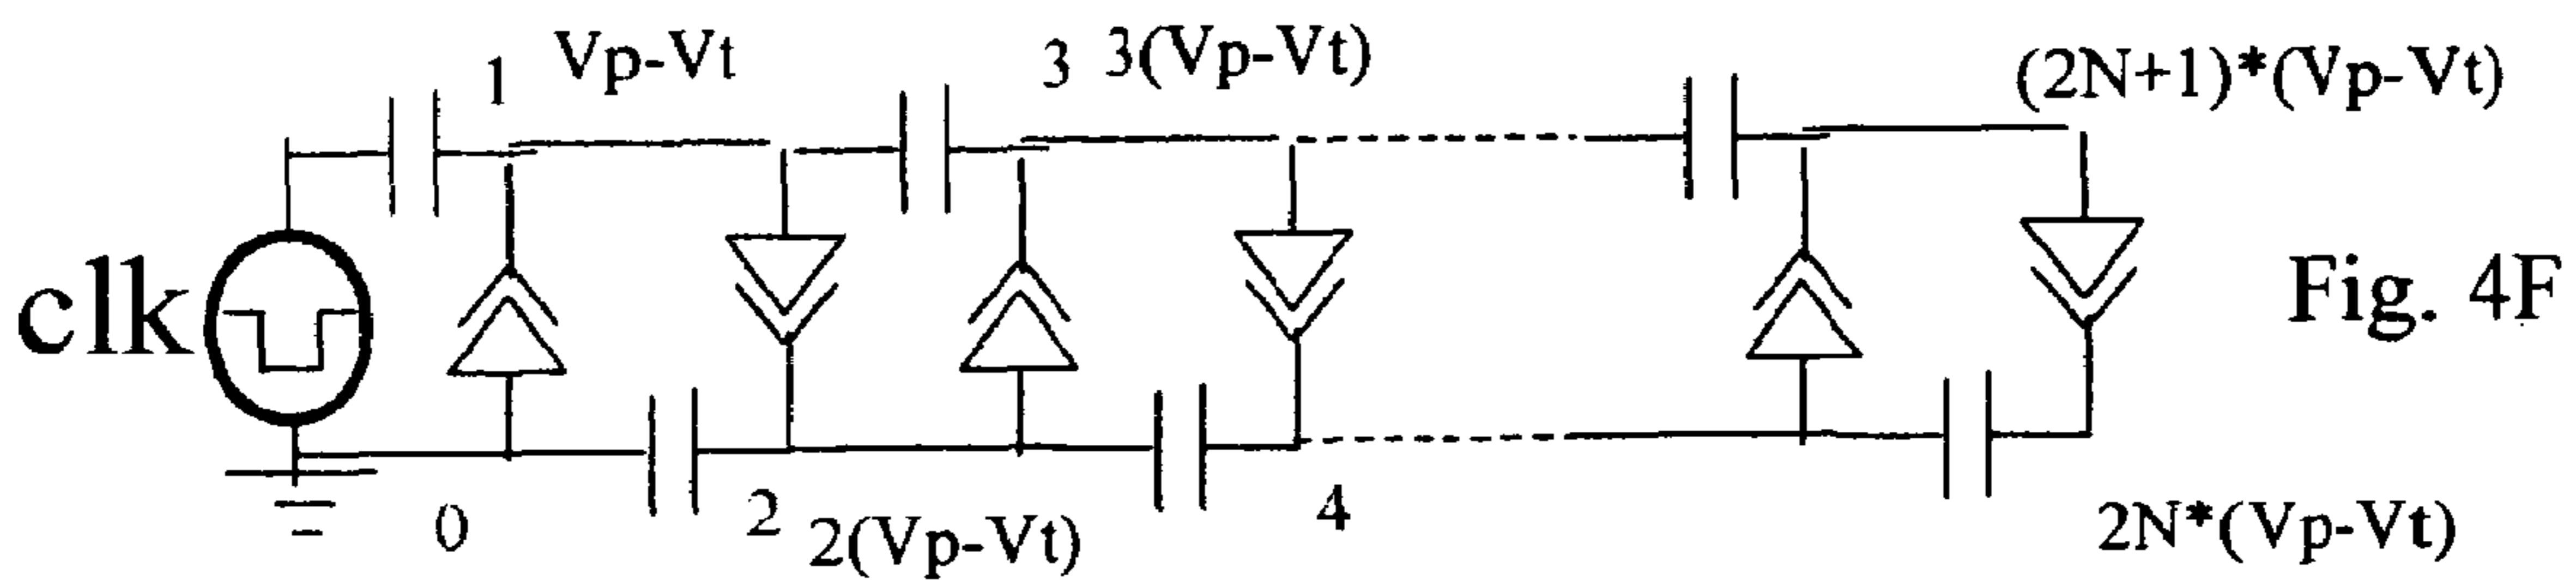 1 Vp-Vt 3 3(Vp-Vt) (2N+1)*(Vp-Vt)
clk Fig. 4F
0 2 2(Vp-Vt) 4 2N*(Vp-Vt)